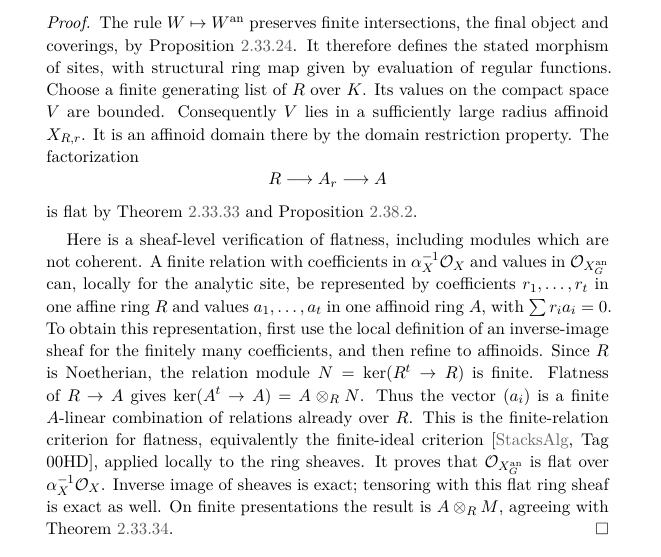 Proof. The rule W ↦ Wᵃⁿ preserves finite intersections, the final object and
coverings, by Proposition 2.33.24. It therefore defines the stated morphism
of sites, with structural ring map given by evaluation of regular functions.
Choose a finite generating list of R over K. Its values on the compact space
V are bounded. Consequently V lies in a sufficiently large radius affinoid
X_{R,r}. It is an affinoid domain there by the domain restriction property. The
factorization
R ⟶ A_r ⟶ A
is flat by Theorem 2.33.33 and Proposition 2.38.2.
Here is a sheaf-level verification of flatness, including modules which are
not coherent. A finite relation with coefficients in α_X^{-1}𝒪_X and values in 𝒪_{X_G^{an}}
can, locally for the analytic site, be represented by coefficients r_1, …, r_t in
one affine ring R and values a_1, …, a_t in one affinoid ring A, with ∑ r_i a_i = 0.
To obtain this representation, first use the local definition of an inverse-image
sheaf for the finitely many coefficients, and then refine to affinoids. Since R
is Noetherian, the relation module N = ker(R^t → R) is finite. Flatness
of R → A gives ker(A^t → A) = A ⊗_R N. Thus the vector (a_i) is a finite
A-linear combination of relations already over R. This is the finite-relation
criterion for flatness, equivalently the finite-ideal criterion [StacksAlg, Tag
00HD], applied locally to the ring sheaves. It proves that 𝒪_{X_G^{an}} is flat over
α_X^{-1}𝒪_X. Inverse image of sheaves is exact; tensoring with this flat ring sheaf
is exact as well. On finite presentations the result is A ⊗_R M, agreeing with
Theorem 2.33.34. □